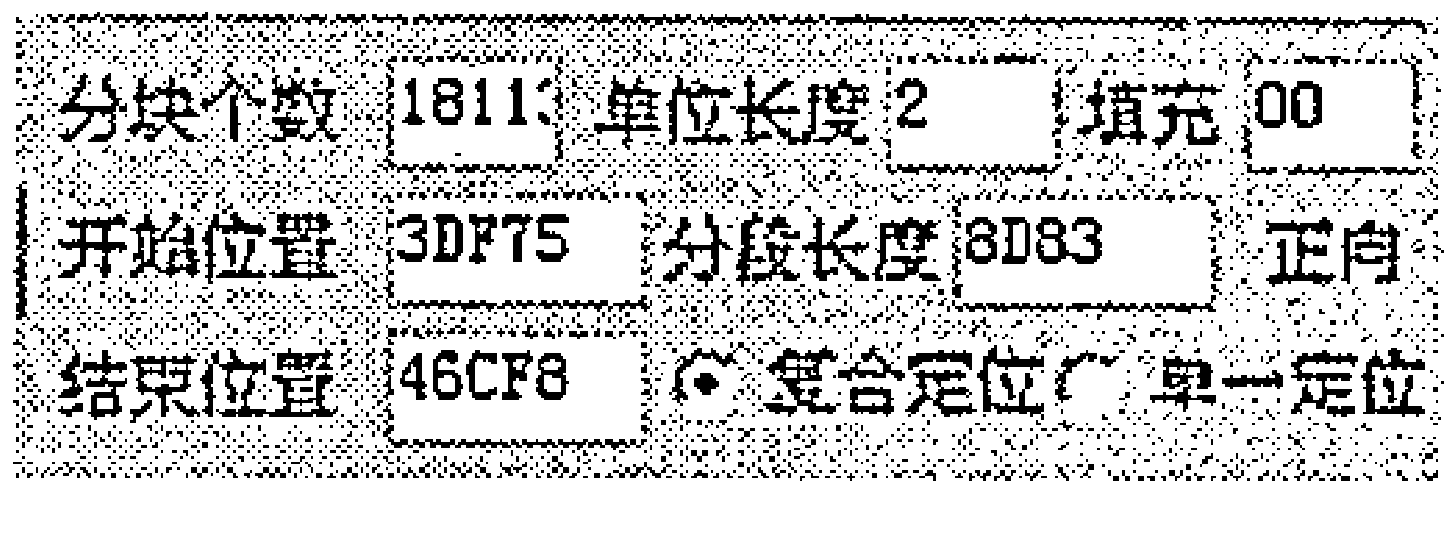 分块个数 18113 单位长度 2 填充 00
开始位置 3DF75 分段长度 8D83 正向
结束位置 46CF8 复合定位 单一定位